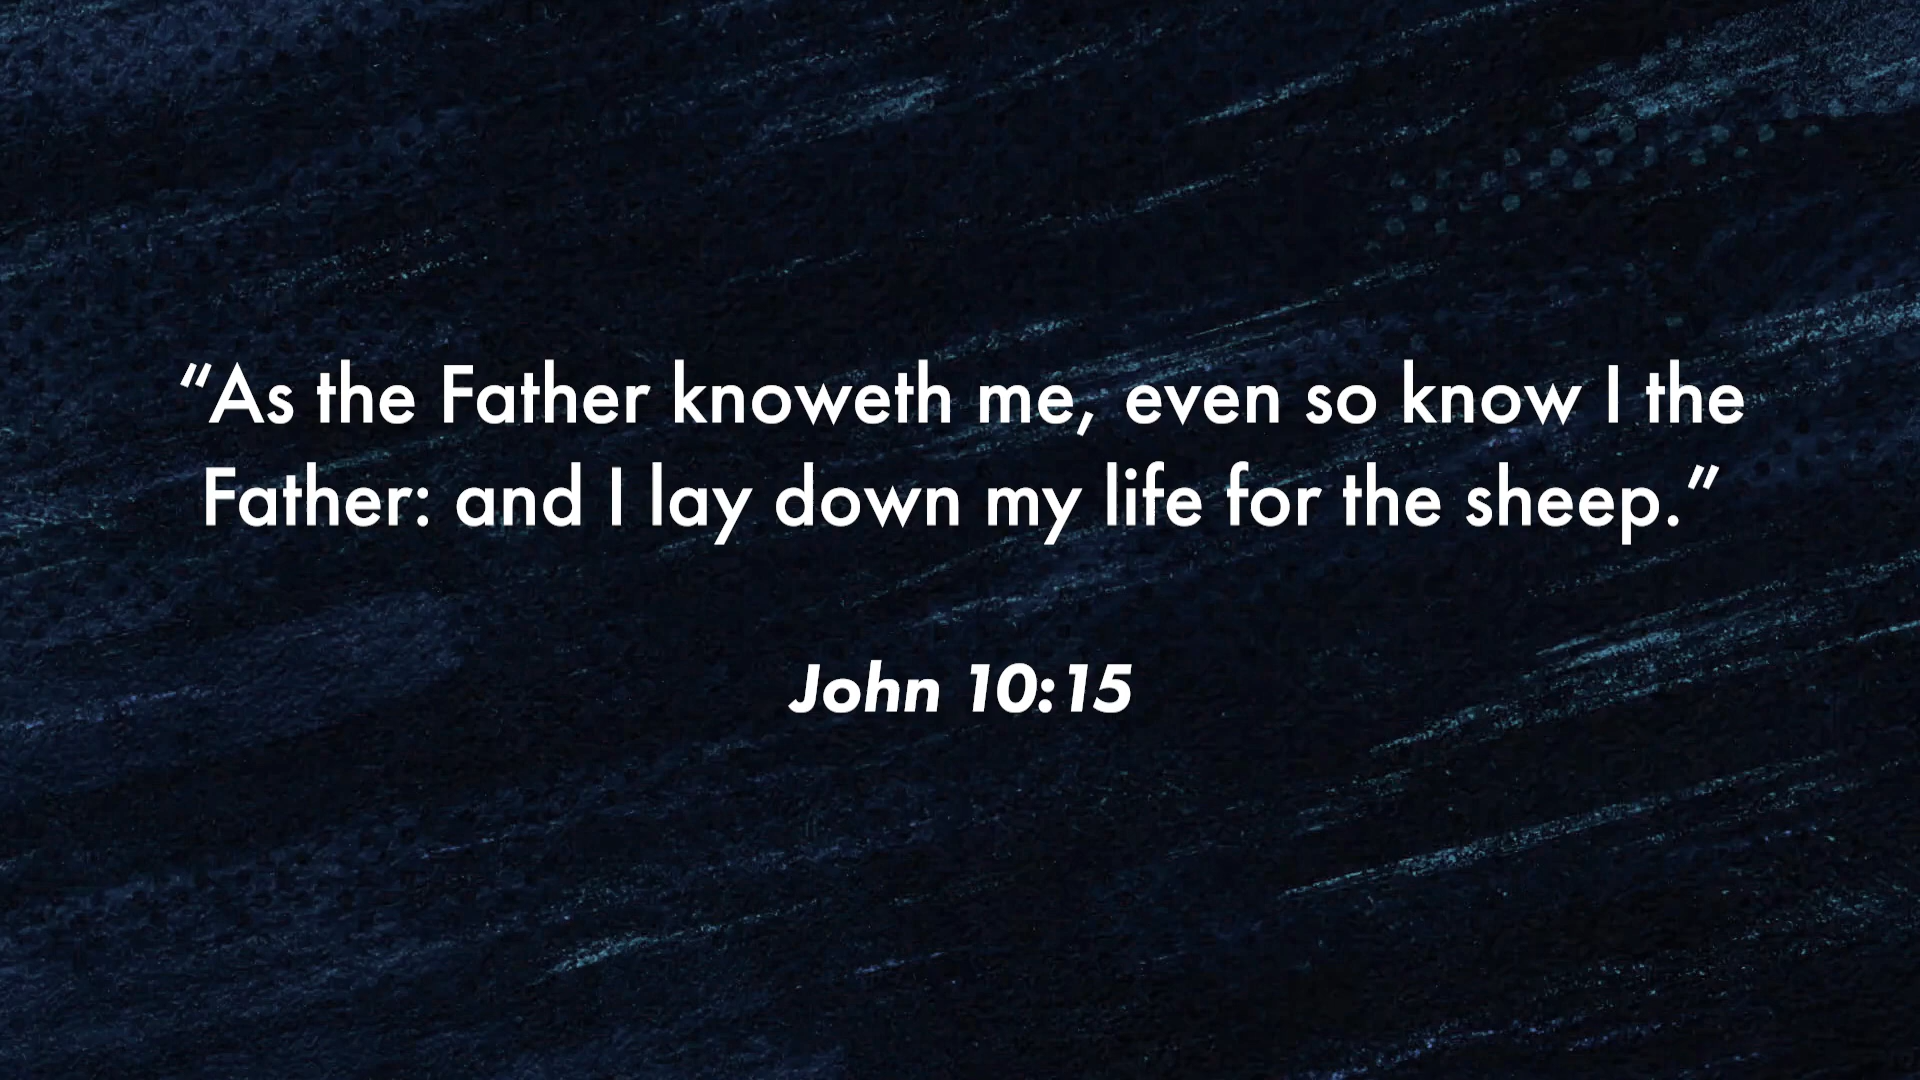 “As the Father knoweth me, even so know I the
Father: and I lay down my life for the sheep.”
John 10:15